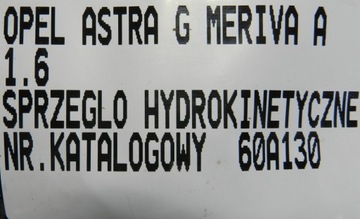 OPEL ASTRA G MERIVA A
1.6
SPRZEGLO HYDROKINETYCZNE
NR.KATALOGOWY 60A130